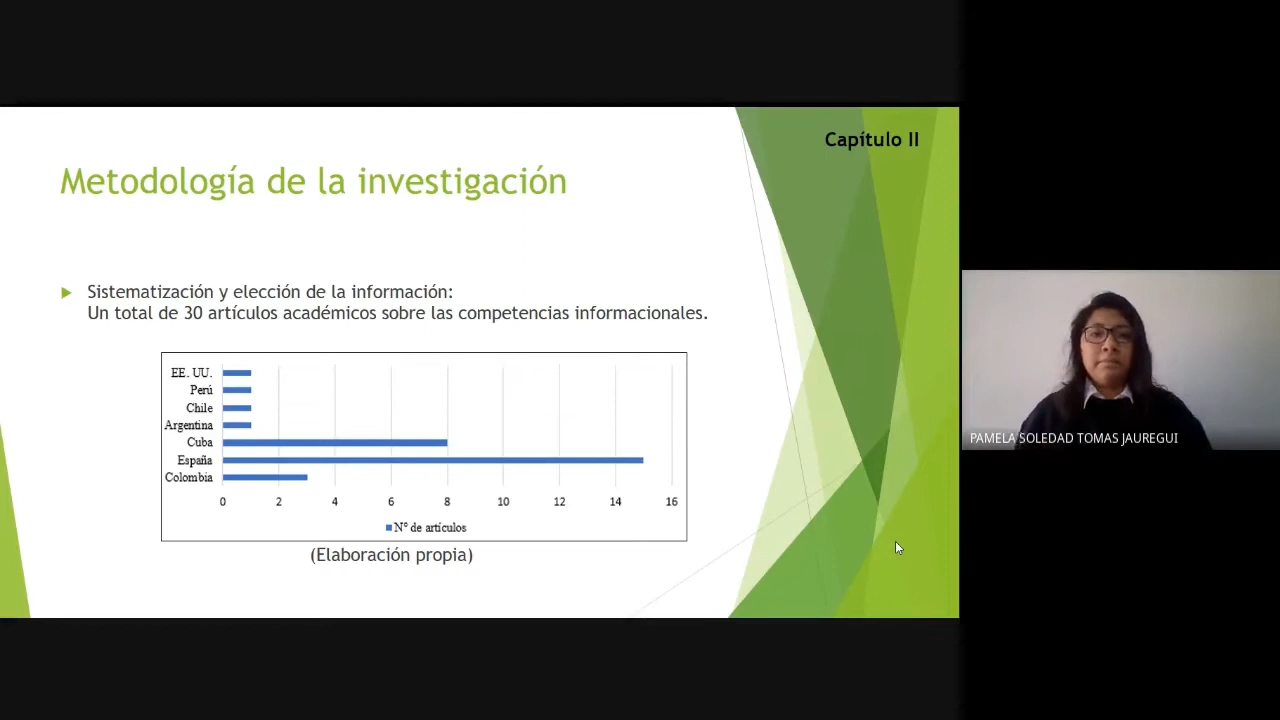 Capítulo II
Metodología de la investigación
Sistematización y elección de la información:
Un total de 30 artículos académicos sobre las competencias informacionales.
EE. UU.
Perú
Chile
Argentina
Cuba
España
Colombia
0 2 4 6 8 10 12 14 16
N° de artículos
(Elaboración propia)
PAMELA SOLEDAD TOMAS JAUREGUI